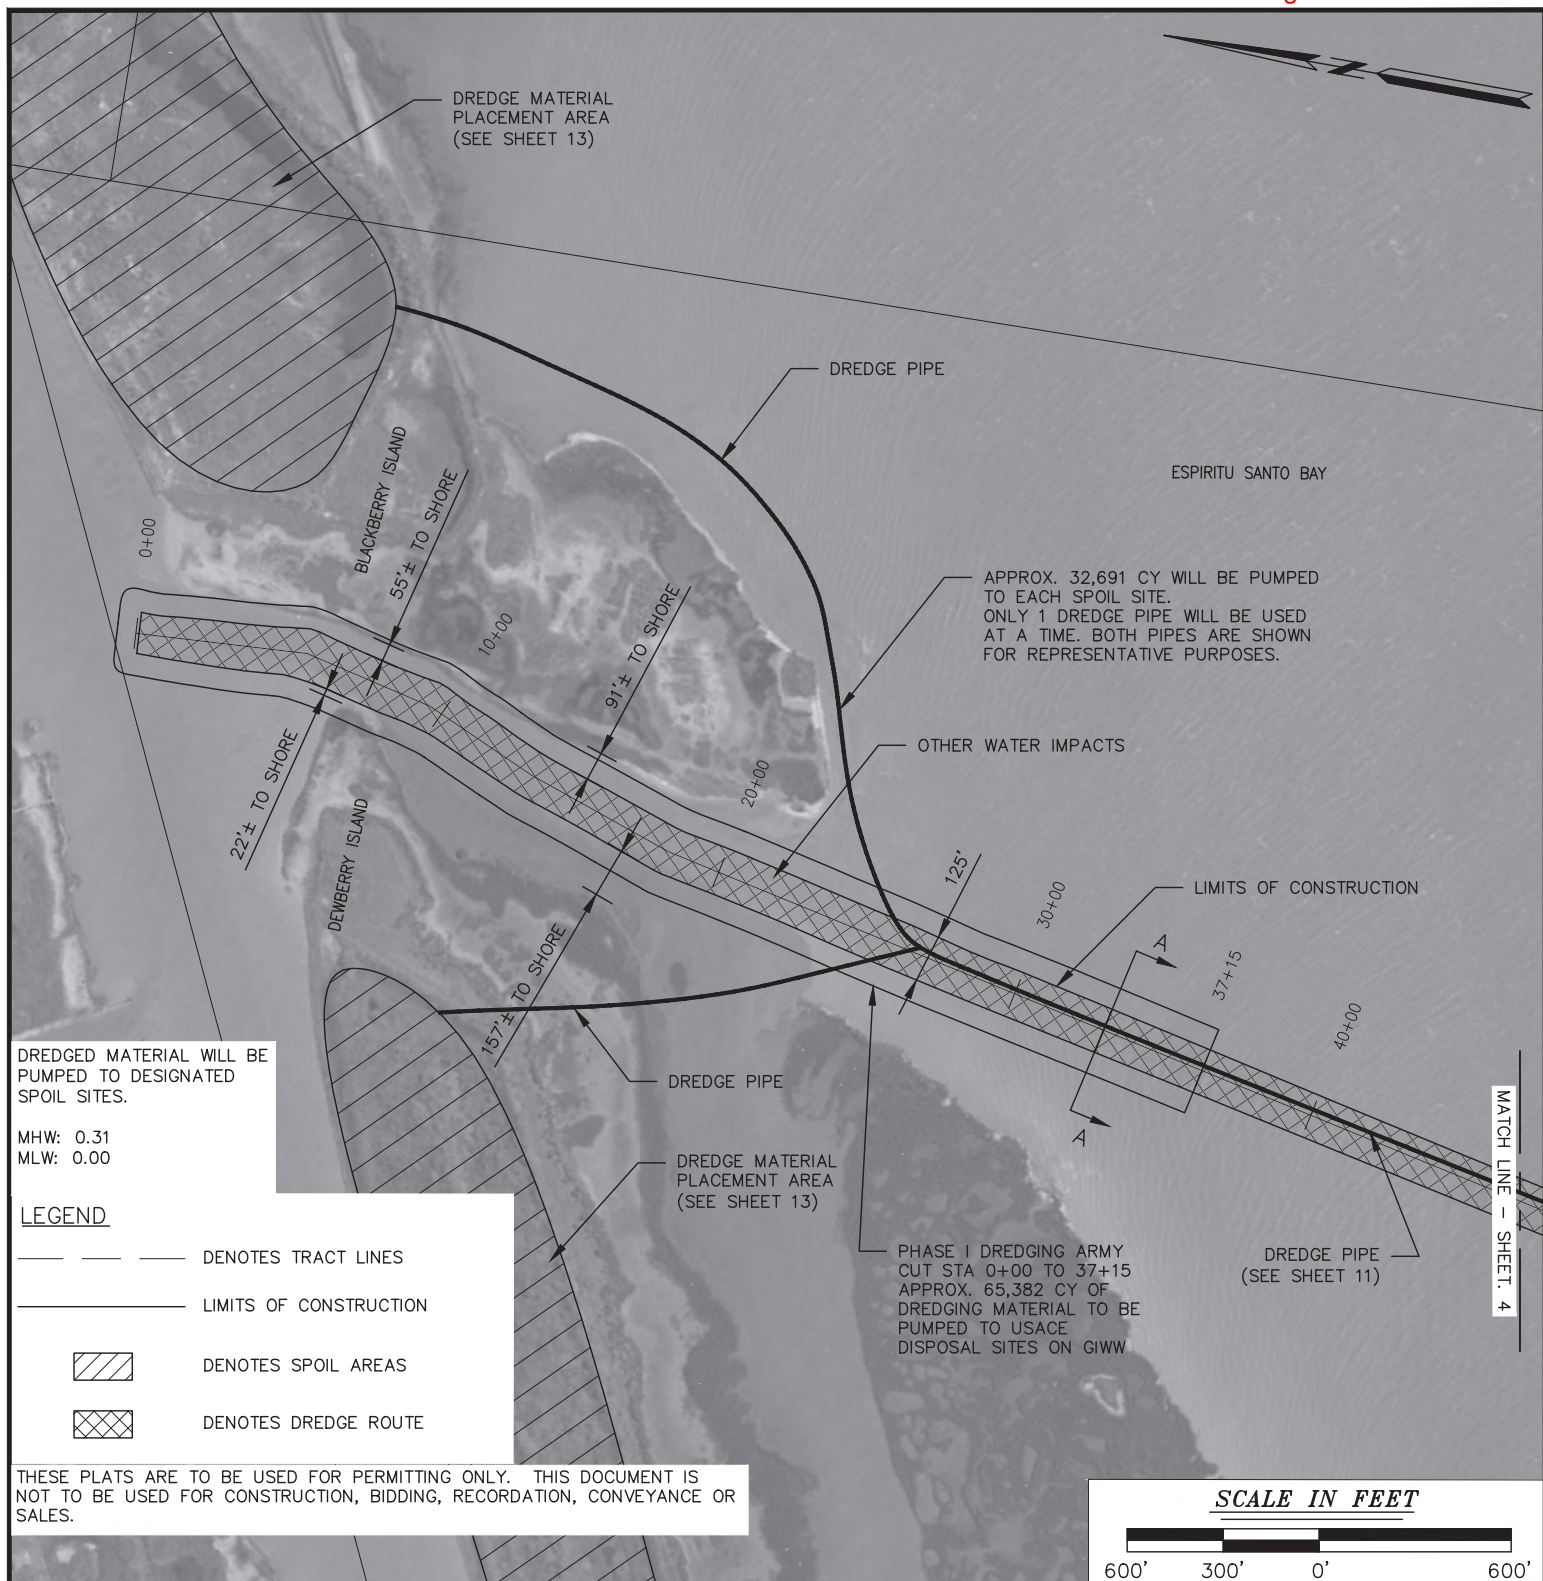 DREDGE MATERIAL
PLACEMENT AREA
(SEE SHEET 13)
N
DREDGE PIPE
ESPIRITU SANTO BAY
BLACKBERRY ISLAND
55'± TO SHORE
0+00
10+00
91'± TO SHORE
APPROX. 32,691 CY WILL BE PUMPED
TO EACH SPOIL SITE.
ONLY 1 DREDGE PIPE WILL BE USED
AT A TIME. BOTH PIPES ARE SHOWN
FOR REPRESENTATIVE PURPOSES.
OTHER WATER IMPACTS
20+00
22'± TO SHORE
DEWBERRY ISLAND
125'
30+00
LIMITS OF CONSTRUCTION
A
37+15
40+00
157'± TO SHORE
A
DREDGE PIPE
DREDGED MATERIAL WILL BE
PUMPED TO DESIGNATED
SPOIL SITES.
MHW: 0.31
MLW: 0.00
DREDGE MATERIAL
PLACEMENT AREA
(SEE SHEET 13)
MATCH LINE - SHEET. 4
PHASE I DREDGING ARMY
CUT STA 0+00 TO 37+15
APPROX. 65,382 CY OF
DREDGING MATERIAL TO BE
PUMPED TO USACE
DISPOSAL SITES ON GIWW
DREDGE PIPE
(SEE SHEET 11)
LEGEND
DENOTES TRACT LINES
LIMITS OF CONSTRUCTION
DENOTES SPOIL AREAS
DENOTES DREDGE ROUTE
THESE PLATS ARE TO BE USED FOR PERMITTING ONLY. THIS DOCUMENT IS
NOT TO BE USED FOR CONSTRUCTION, BIDDING, RECORDATION, CONVEYANCE OR
SALES.
SCALE IN FEET
600' 300' 0' 600'